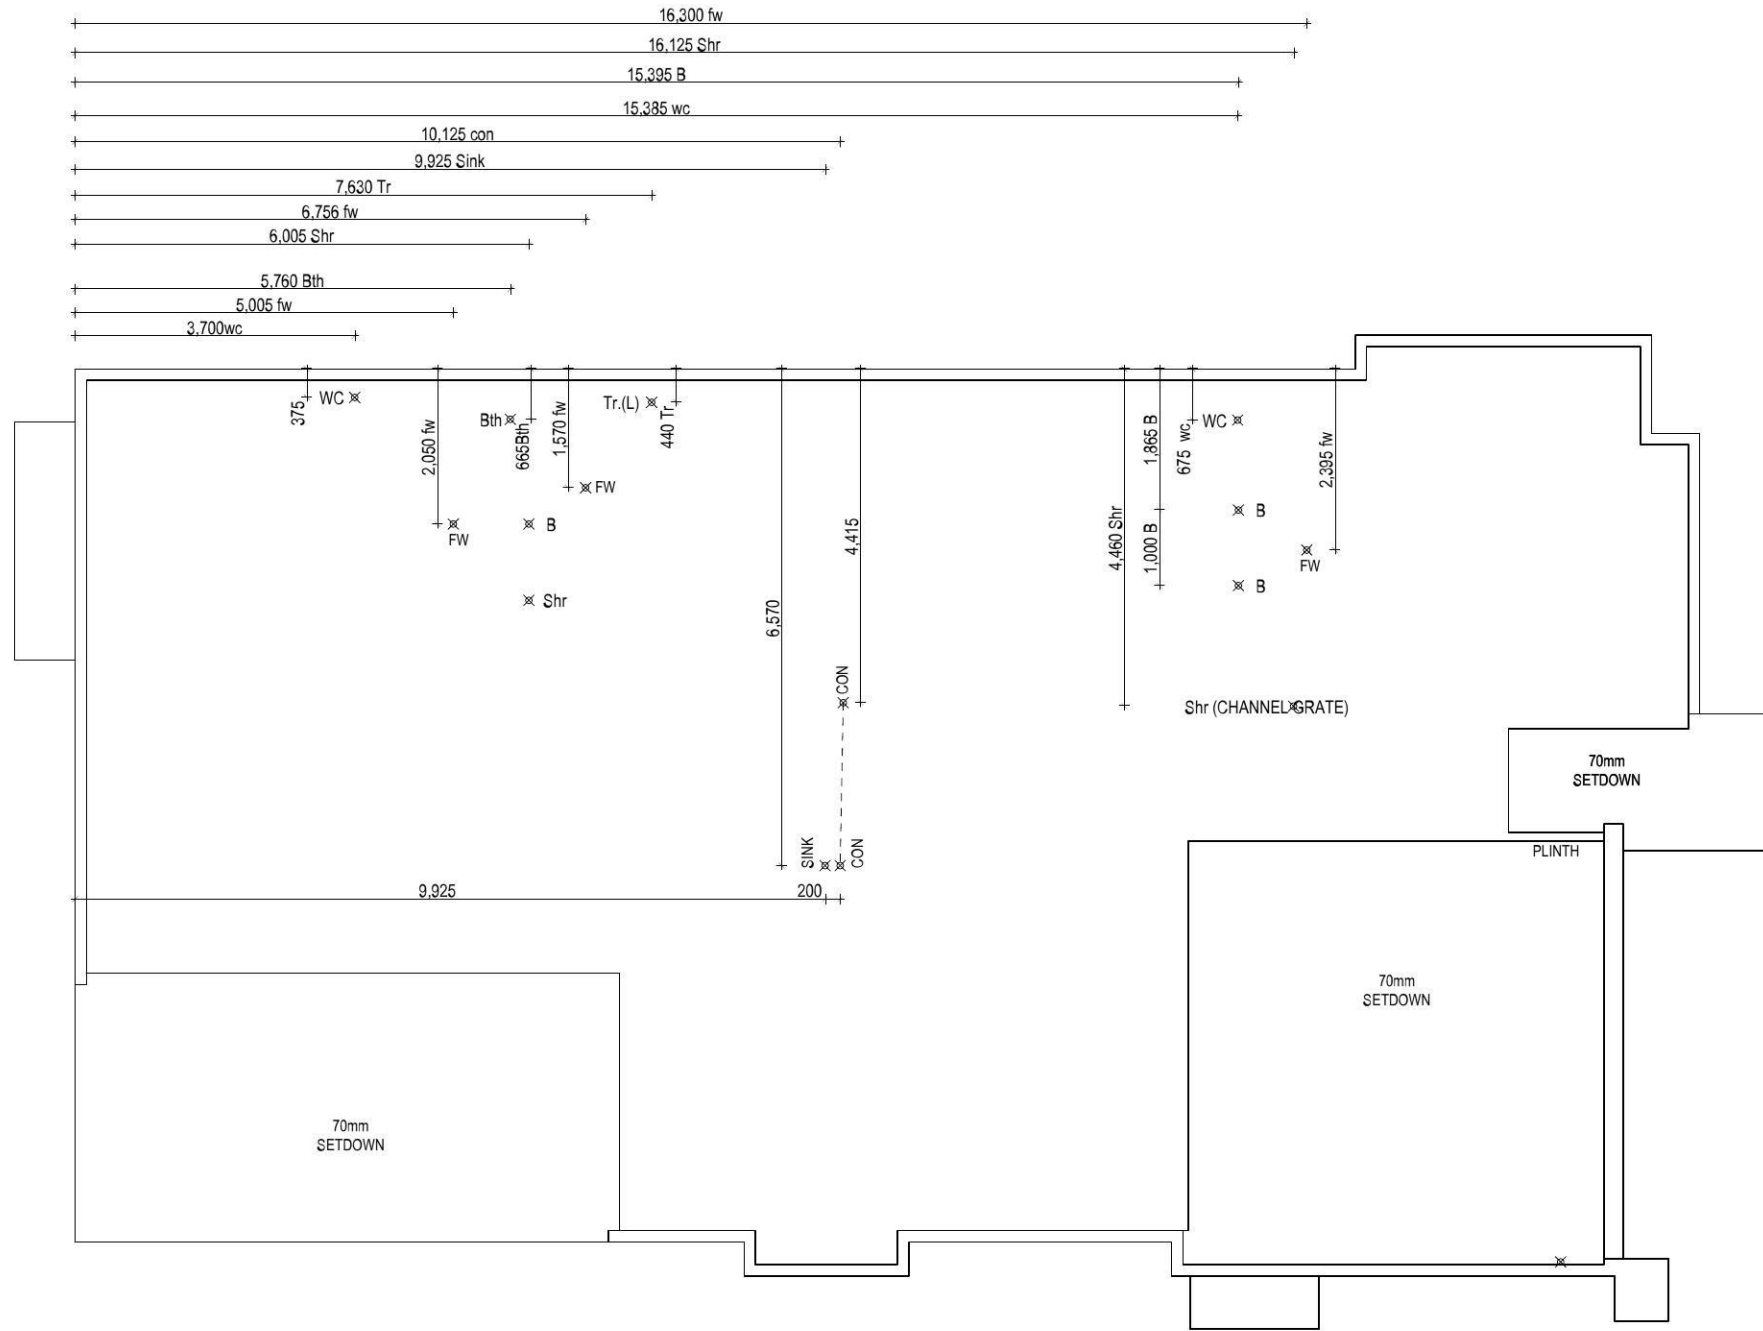 16,300 fw
16,125 Shr
15,395 B
15,385 wc
10,125 con
9,925 Sink
7,630 Tr
6,756 fw
6,005 Shr
5,760 Bth
5,005 fw
3,700wc
375
WC
2,050 fw
Bth
665Bth
1,570 fw
Tr.(L)
440 Tr
1,865 B
675 wc
WC
2,395 fw
FW
FW
B
4,415
4,460 Shr
1,000 B
B
FW
B
Shr
6,570
CON
Shr (CHANNEL GRATE)
70mm
SETDOWN
SINK
CON
PLINTH
9,925
200
70mm
SETDOWN
70mm
SETDOWN